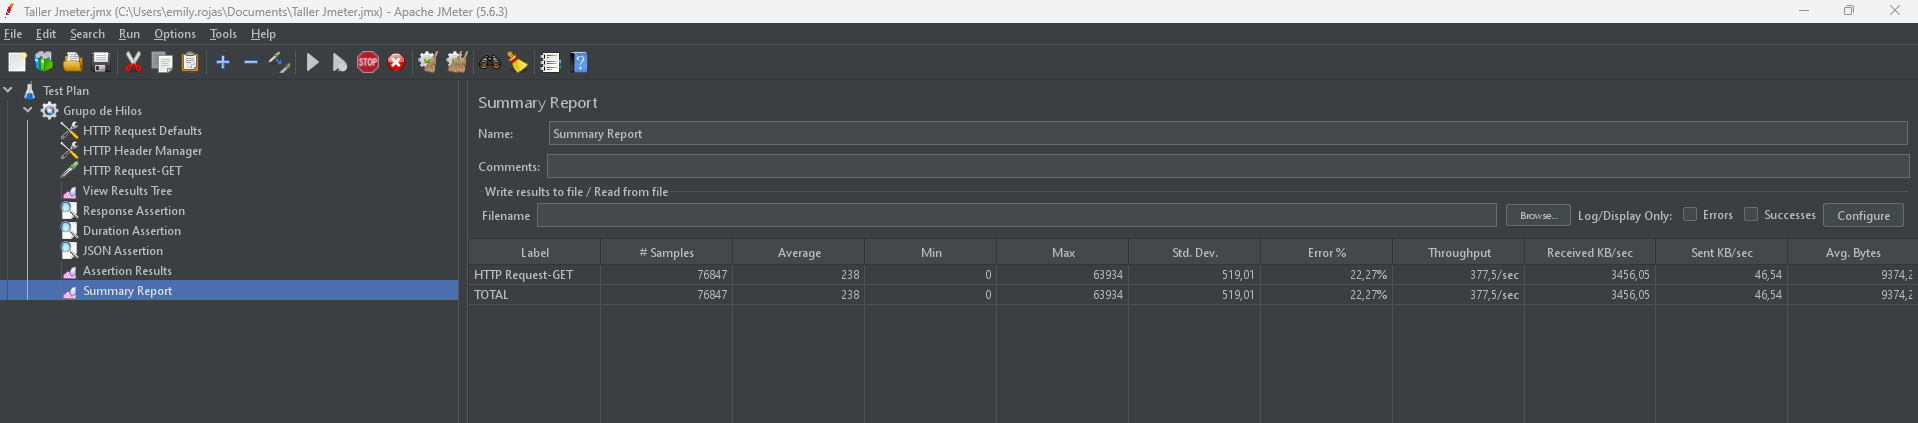 Taller Jmeter.jmx (C:\Users\emily.rojas\Documents\Taller Jmeter.jmx) - Apache JMeter (5.6.3)
File Edit Search Run Options Tools Help
STOP
Test Plan
Grupo de Hilos
HTTP Request Defaults
HTTP Header Manager
HTTP Request-GET
View Results Tree
Response Assertion
Duration Assertion
JSON Assertion
Assertion Results
Summary Report
Summary Report
Name: Summary Report
Comments:
Write results to file / Read from file
Filename Browse... Log/Display Only: Errors Successes Configure
Label # Samples Average Min Max Std. Dev. Error % Throughput Received KB/sec Sent KB/sec Avg. Bytes
HTTP Request-GET 76847 238 0 63934 519,01 22,27% 377,5/sec 3456,05 46,54 9374,2
TOTAL 76847 238 0 63934 519,01 22,27% 377,5/sec 3456,05 46,54 9374,2